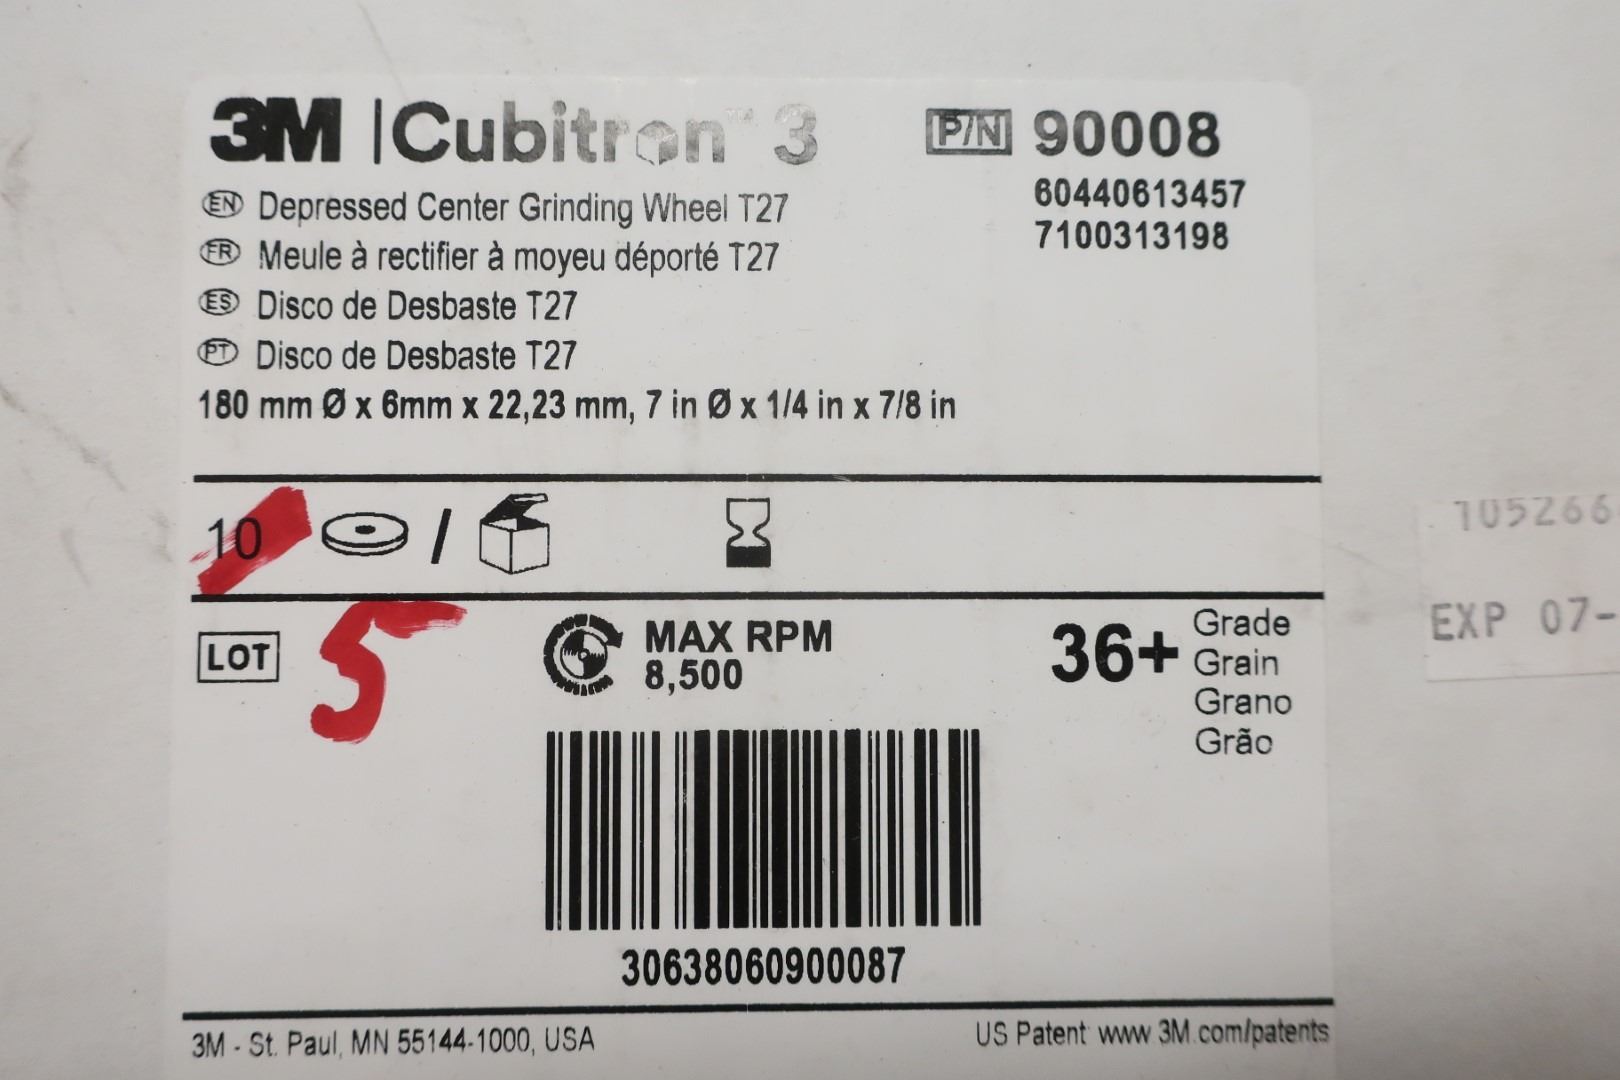 3M | Cubitron™ 3
P/N 90008
60440613457
7100313198
EN Depressed Center Grinding Wheel T27
FR Meule à rectifier à moyeu déporté T27
ES Disco de Desbaste T27
PT Disco de Desbaste T27
180 mm Ø x 6mm x 22,23 mm, 7 in Ø x 1/4 in x 7/8 in
10 /
LOT 5
MAX RPM
8,500
36+ Grade
Grain
Grano
Grão
105266
EXP 07-
30638060900087
3M - St. Paul, MN 55144-1000, USA
US Patent www.3M.com/patents